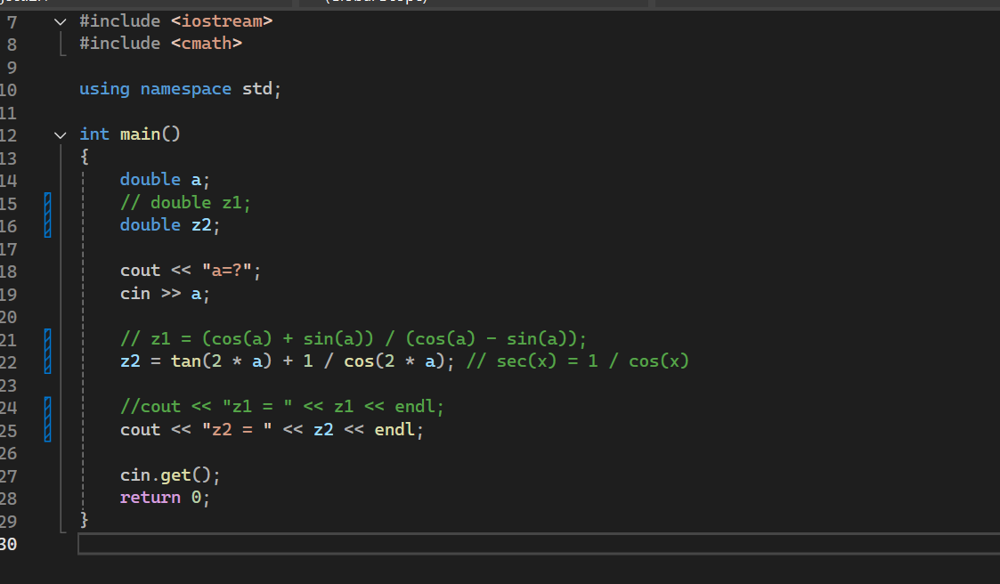 7 #include <iostream>
8 #include <cmath>
9
10 using namespace std;
11
12 int main()
13 {
14 double a;
15 // double z1;
16 double z2;
17
18 cout << "a=?";
19 cin >> a;
20
21 // z1 = (cos(a) + sin(a)) / (cos(a) - sin(a));
22 z2 = tan(2 * a) + 1 / cos(2 * a); // sec(x) = 1 / cos(x)
23
24 //cout << "z1 = " << z1 << endl;
25 cout << "z2 = " << z2 << endl;
26
27 cin.get();
28 return 0;
29 }
30